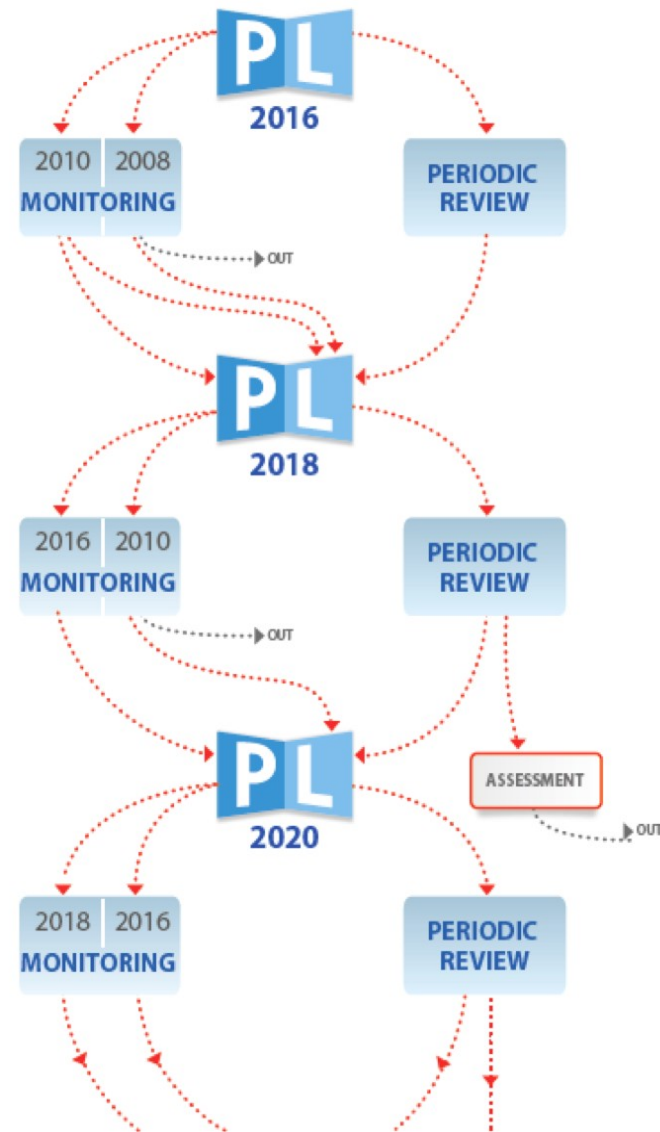 PL
2016
2010 2008
MONITORING
PERIODIC
REVIEW
OUT
PL
2018
2016 2010
MONITORING
PERIODIC
REVIEW
OUT
PL
2020
ASSESSMENT
OUT
2018 2016
MONITORING
PERIODIC
REVIEW